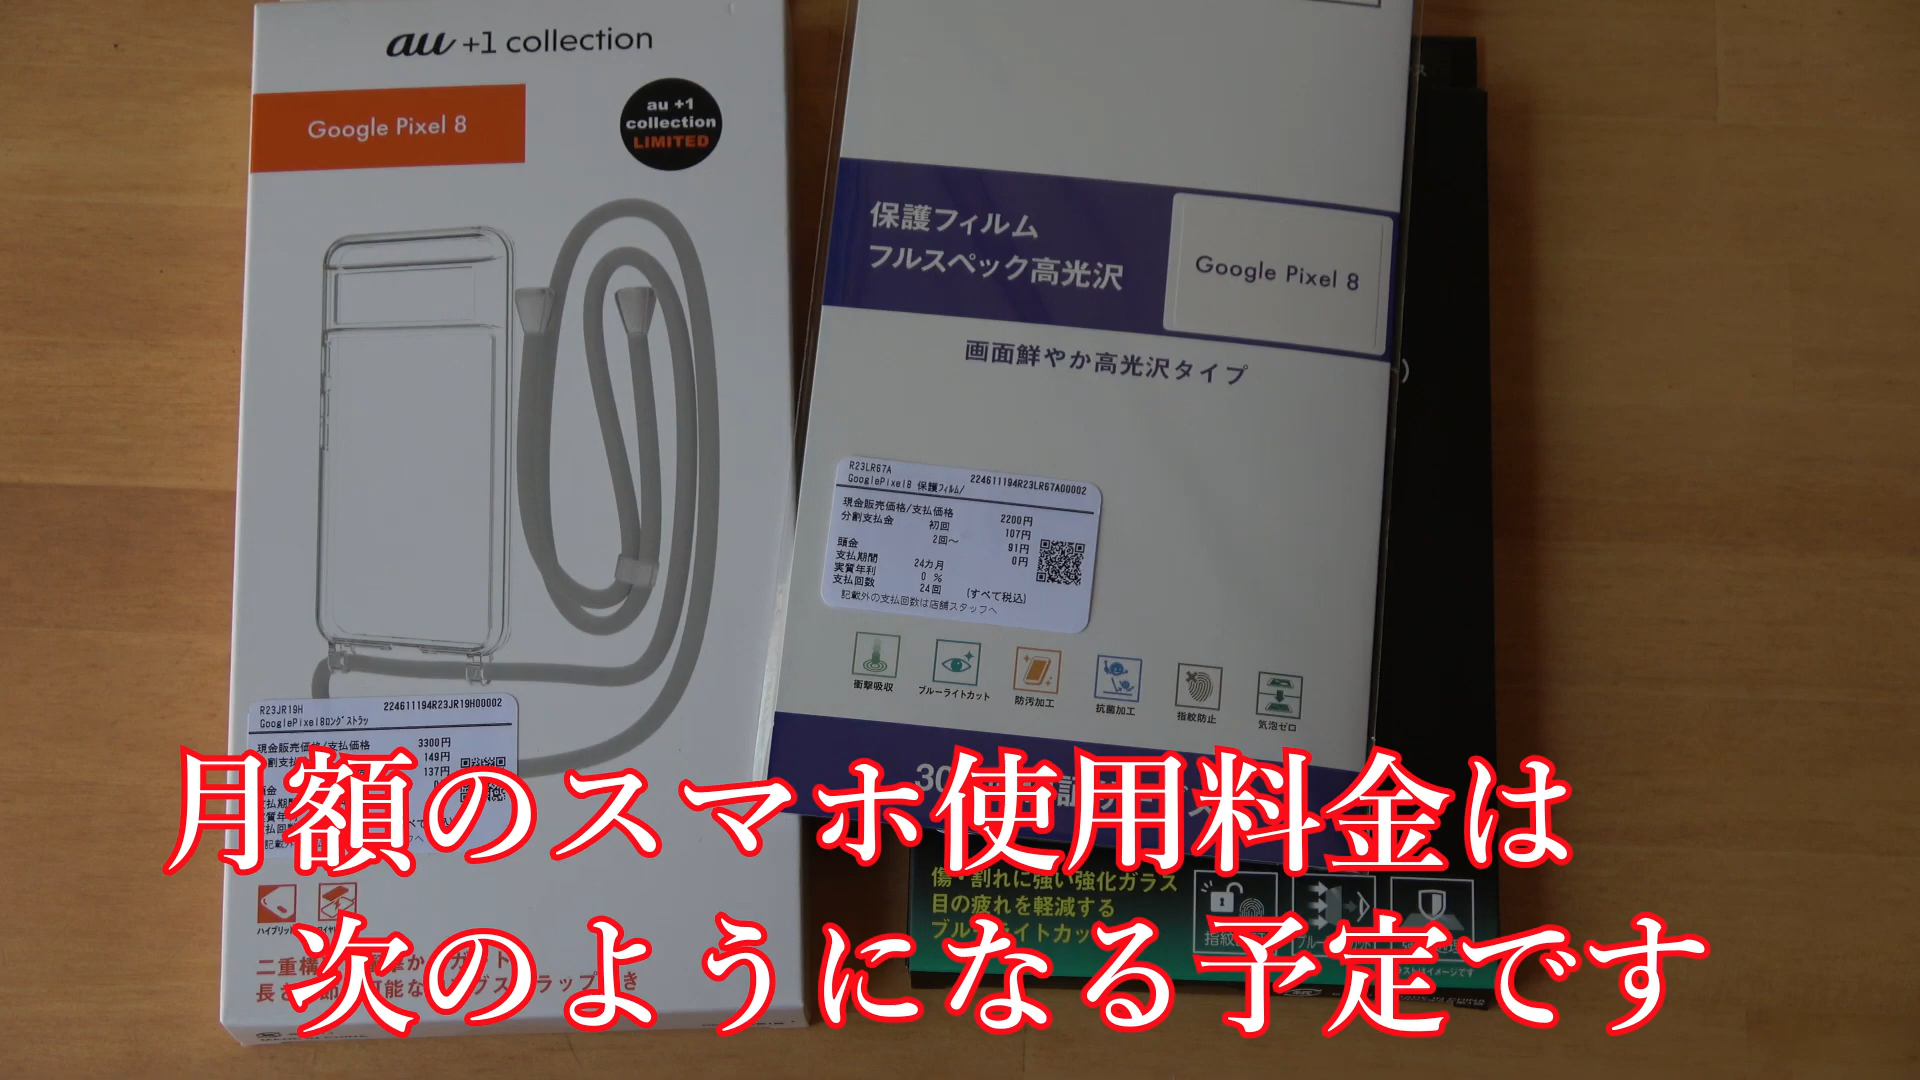 au +1 collection
Google Pixel 8
au +1
collection
LIMITED
R23JR19H 224611194R23JR19H00002
GooglePixel8ロングストラッ
現金販売価格/支払価格 3300円
149円
137円
ハイブリッ
保護フィルム
フルスペック高光沢
Google Pixel 8
画面鮮やか高光沢タイプ
R23LR67A 224611194R23LR67A00002
GooglePixel8 保護フィルム/
現金販売価格/支払価格 2200円
分割支払金 初回 107円
2回〜 91円
頭金 0円
支払期間 24カ月
実質年利 0 %
支払回数 24回 (すべて税込)
記載外の支払回数は店舗スタッフへ
衝撃吸収 ブルーライトカット 防汚加工 抗菌加工 指紋防止 気泡ゼロ
傷・割れに強い強化ガラス
目の疲れを軽減する
月額のスマホ使用料金は
次のようになる予定です